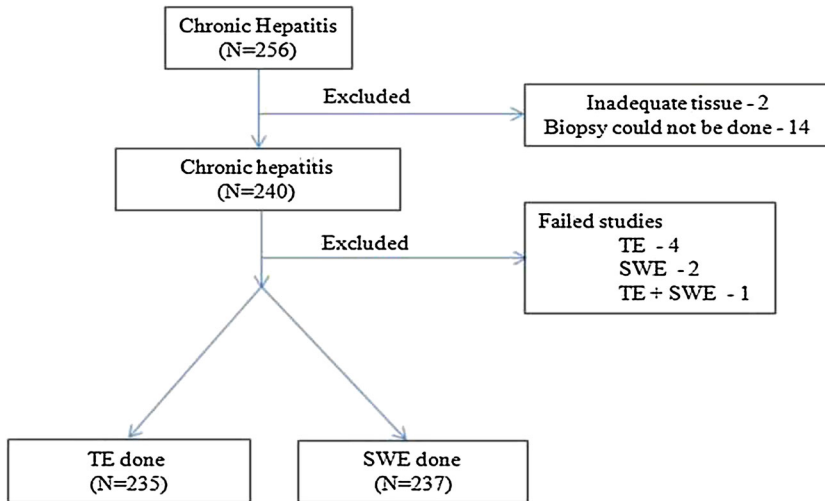 Chronic Hepatitis
(N=256)
Excluded
Inadequate tissue - 2
Biopsy could not be done - 14
Chronic hepatitis
(N=240)
Excluded
Failed studies
TE - 4
SWE - 2
TE + SWE - 1
TE done
(N=235)
SWE done
(N=237)